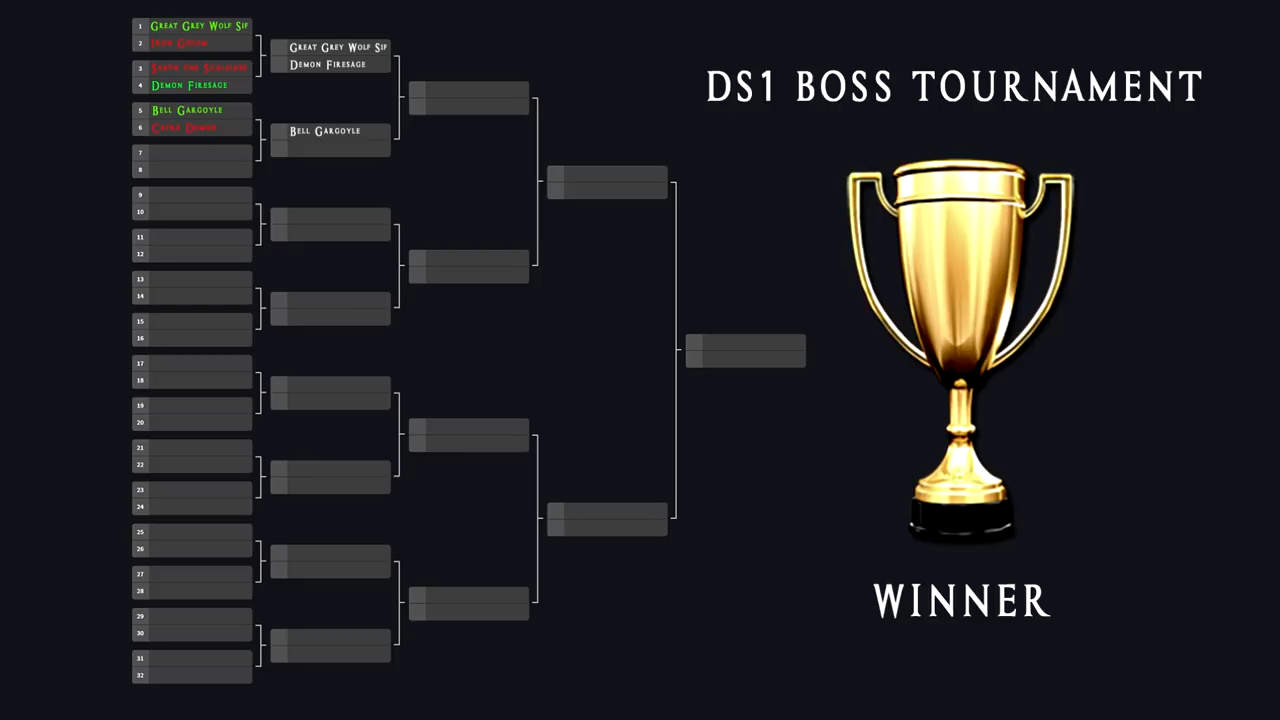 DS1 BOSS TOURNAMENT
1 Great Grey Wolf Sif
2 Iron Golem
3 Seath the Scaleless
4 Demon Firesage
5 Bell Gargoyle
6 Capra Demon
7
8
9
10
11
12
13
14
15
16
17
18
19
20
21
22
23
24
25
26
27
28
29
30
31
32
Great Grey Wolf Sif
Demon Firesage
Bell Gargoyle
WINNER